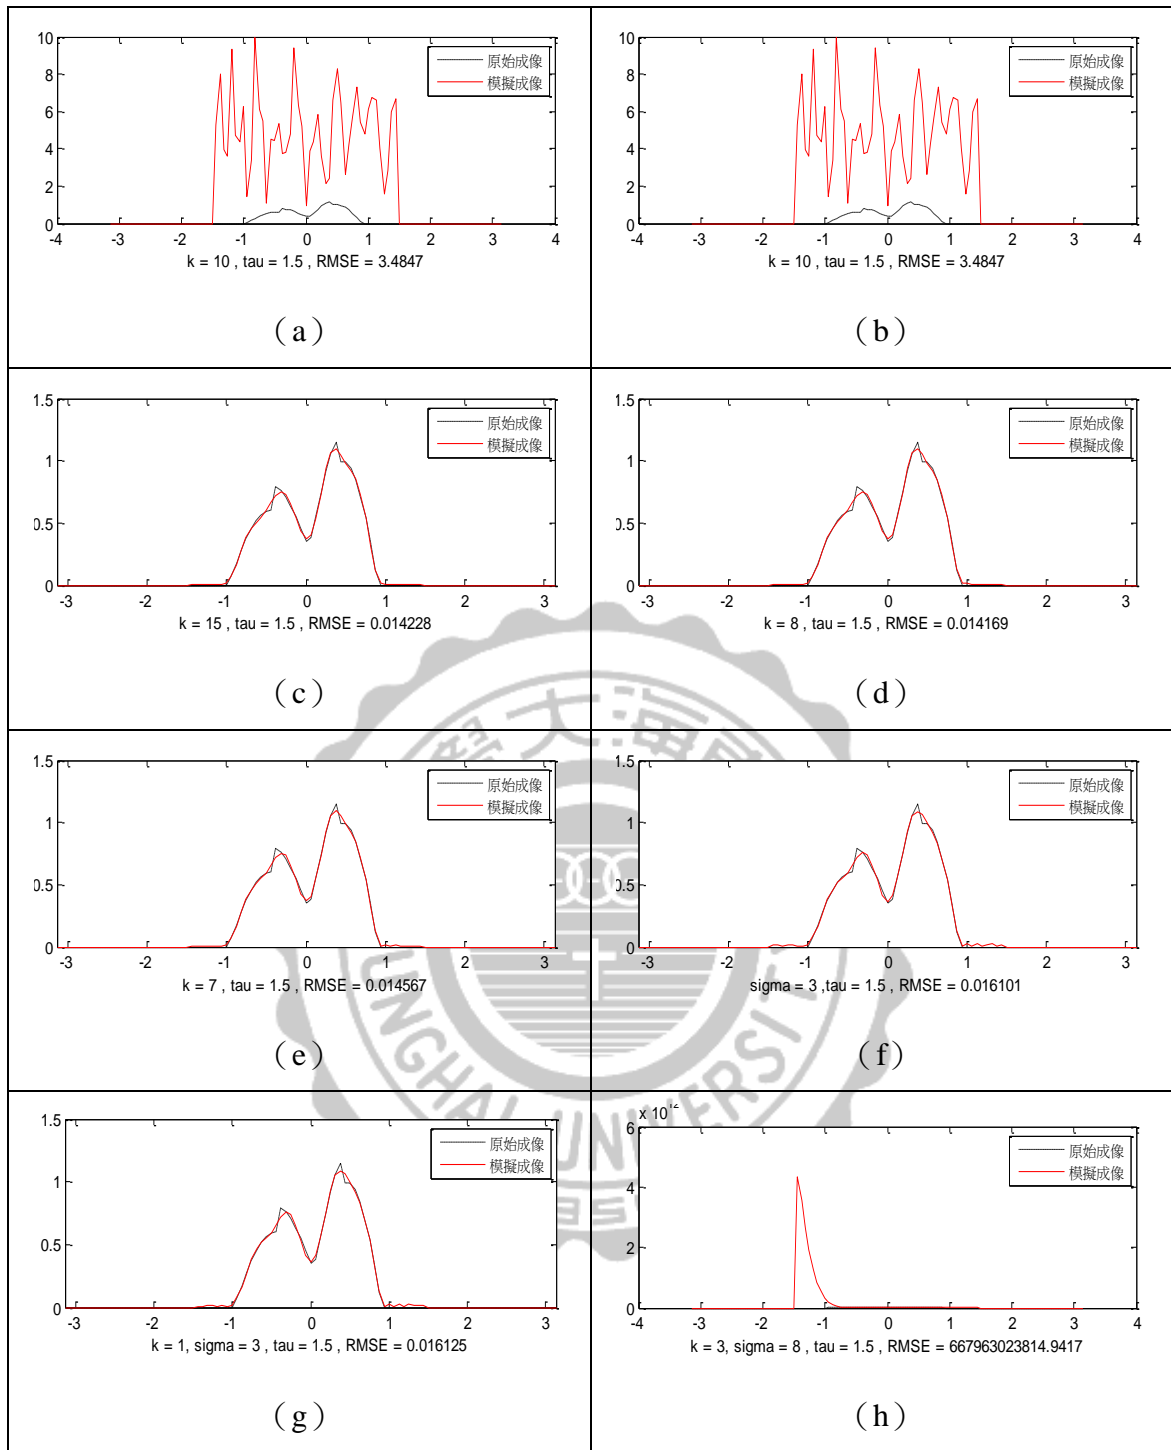 10
8
6
4
2
0
原始成像
模擬成像
-4 -3 -2 -1 0 1 2 3 4
k = 10 , tau = 1.5 , RMSE = 3.4847
（a）
10
8
6
4
2
0
原始成像
模擬成像
-4 -3 -2 -1 0 1 2 3 4
k = 10 , tau = 1.5 , RMSE = 3.4847
（b）
1.5
1
0.5
0
原始成像
模擬成像
-3 -2 -1 0 1 2 3
k = 15 , tau = 1.5 , RMSE = 0.014228
（c）
1.5
1
0.5
0
原始成像
模擬成像
-3 -2 -1 0 1 2 3
k = 8 , tau = 1.5 , RMSE = 0.014169
（d）
1.5
1
0.5
0
原始成像
模擬成像
-3 -2 -1 0 1 2 3
k = 7 , tau = 1.5 , RMSE = 0.014567
（e）
1.5
1
0.5
0
原始成像
模擬成像
-3 -2 -1 0 1 2 3
sigma = 3 ,tau = 1.5 , RMSE = 0.016101
（f）
1.5
1
0.5
0
原始成像
模擬成像
-3 -2 -1 0 1 2 3
k = 1, sigma = 3 , tau = 1.5 , RMSE = 0.016125
（g）
x 10^12
6
4
2
0
原始成像
模擬成像
-4 -3 -2 -1 0 1 2 3 4
k = 3, sigma = 8 , tau = 1.5 , RMSE = 667963023814.9417
（h）
UNGHAI UNIVERSIT